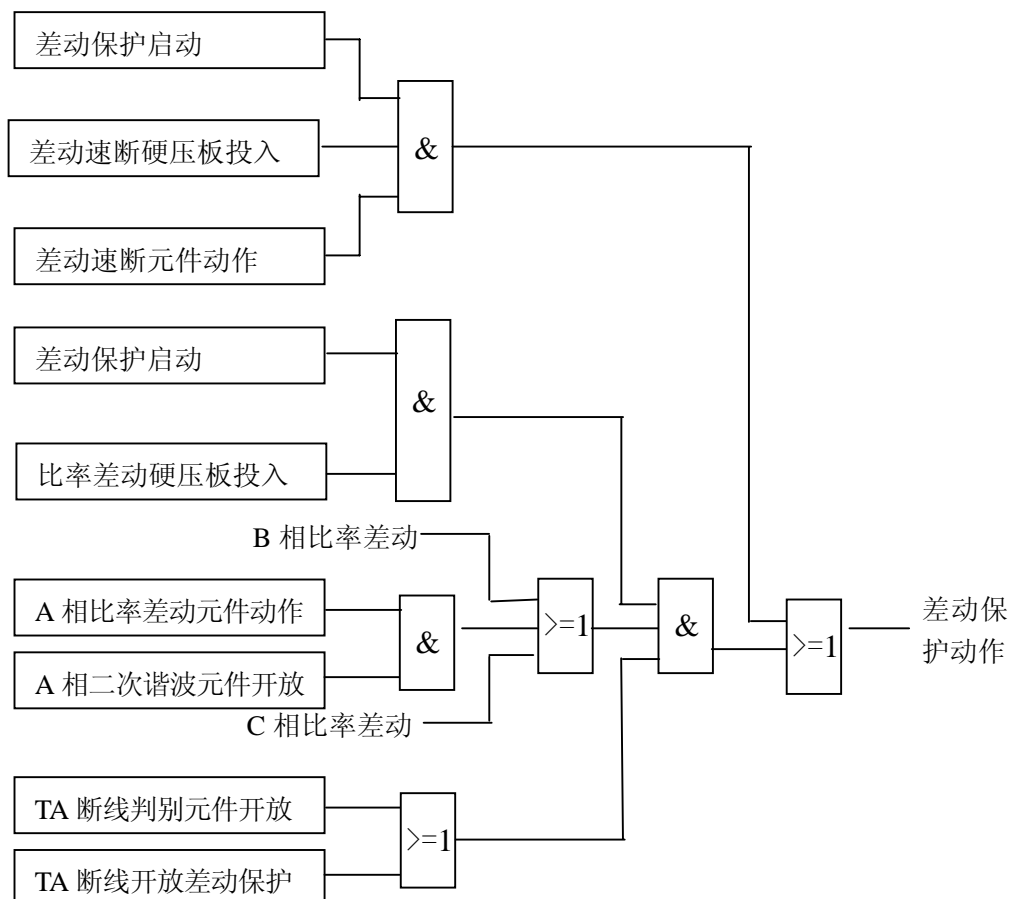 差动保护启动
差动速断硬压板投入
&
差动速断元件动作
差动保护启动
&
比率差动硬压板投入
B 相比率差动
A 相比率差动元件动作
&
>=1
&
>=1
差动保
护动作
A 相二次谐波元件开放
C 相比率差动
TA 断线判别元件开放
>=1
TA 断线开放差动保护